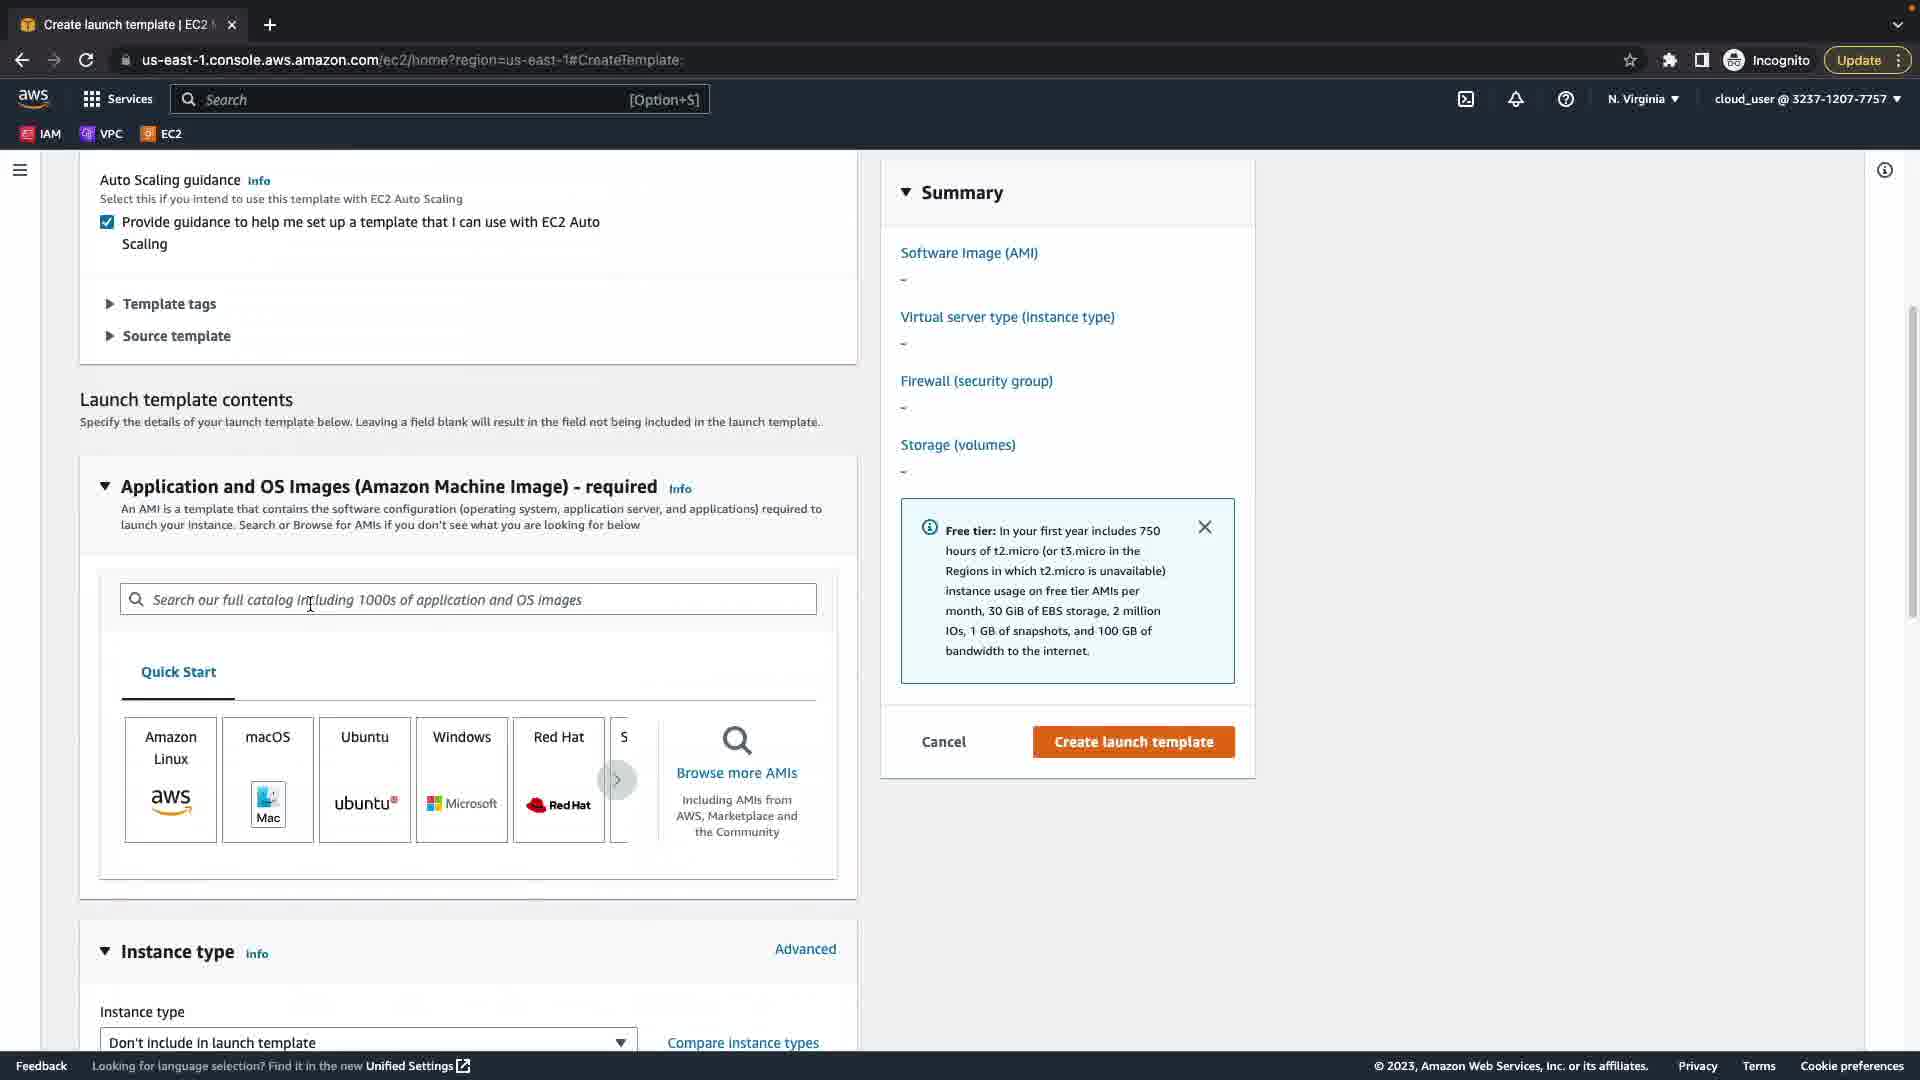 Create launch template | EC2
us-east-1.console.aws.amazon.com/ec2/home?region=us-east-1#CreateTemplate:
Incognito
Update
aws
Services
Search
[Option+S]
N. Virginia
cloud_user @ 3237-1207-7757
IAM
VPC
EC2
Auto Scaling guidance Info
Select this if you intend to use this template with EC2 Auto Scaling
Provide guidance to help me set up a template that I can use with EC2 Auto
Scaling
Template tags
Source template
Launch template contents
Specify the details of your launch template below. Leaving a field blank will result in the field not being included in the launch template.
Application and OS Images (Amazon Machine Image) - required Info
An AMI is a template that contains the software configuration (operating system, application server, and applications) required to
launch your instance. Search or Browse for AMIs if you don't see what you are looking for below
Search our full catalog including 1000s of application and OS images
Quick Start
Amazon
Linux
aws
macOS
Mac
Ubuntu
ubuntu®
Windows
Microsoft
Red Hat
Red Hat
S
Browse more AMIs
Including AMIs from
AWS, Marketplace and
the Community
Instance type Info
Advanced
Instance type
Don't include in launch template
Compare instance types
Summary
Software Image (AMI)
-
Virtual server type (instance type)
-
Firewall (security group)
-
Storage (volumes)
-
Free tier: In your first year includes 750
hours of t2.micro (or t3.micro in the
Regions in which t2.micro is unavailable)
instance usage on free tier AMIs per
month, 30 GiB of EBS storage, 2 million
IOs, 1 GB of snapshots, and 100 GB of
bandwidth to the internet.
Cancel
Create launch template
Feedback
Looking for language selection? Find it in the new Unified Settings
© 2023, Amazon Web Services, Inc. or its affiliates.
Privacy
Terms
Cookie preferences